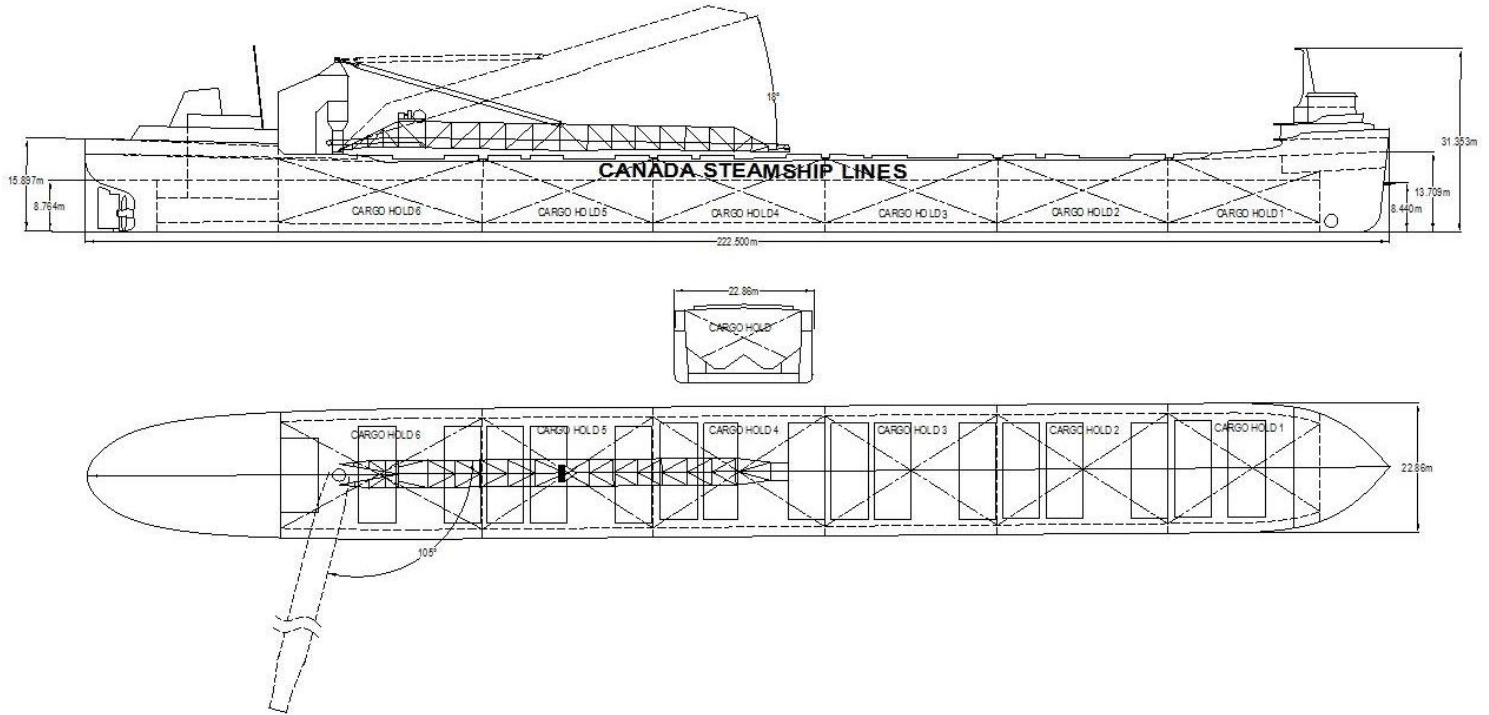 18°
31.353m
15.897m
CANADA STEAMSHIP LINES
8.764m
13.709m
8.440m
CARGO HOLD 6
CARGO HOLD 5
CARGO HOLD 4
CARGO HOLD 3
CARGO HOLD 2
CARGO HOLD 1
222.500m
22.86m
CARGO HOLD
CARGO HOLD 6
CARGO HOLD 5
CARGO HOLD 4
CARGO HOLD 3
CARGO HOLD 2
CARGO HOLD 1
22.86m
105°